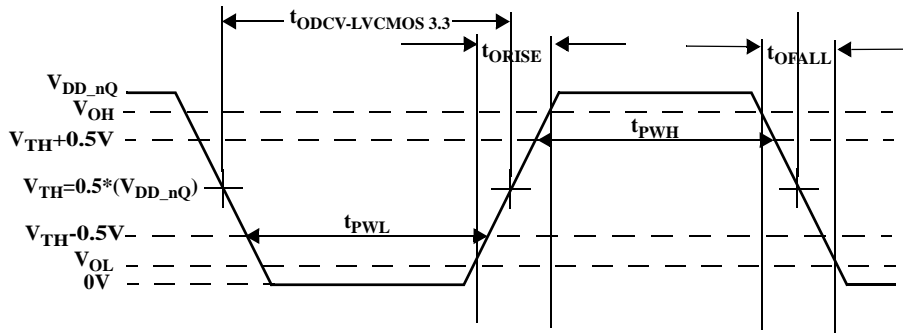 tODCV-LVCMOS 3.3
tORISE
tOFALL
VDD_nQ
VOH
VTH+0.5V
tPWH
VTH=0.5*(VDD_nQ)
VTH-0.5V
tPWL
VOL
0V